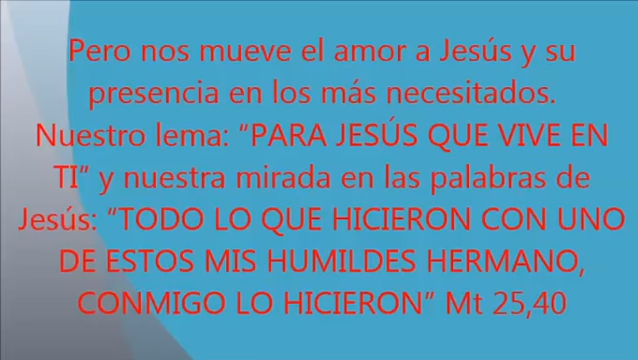 Pero nos mueve el amor a Jesús y su
presencia en los más necesitados.
Nuestro lema: “PARA JESÚS QUE VIVE EN
TI” y nuestra mirada en las palabras de
Jesús: “TODO LO QUE HICIERON CON UNO
DE ESTOS MIS HUMILDES HERMANO,
CONMIGO LO HICIERON” Mt 25,40